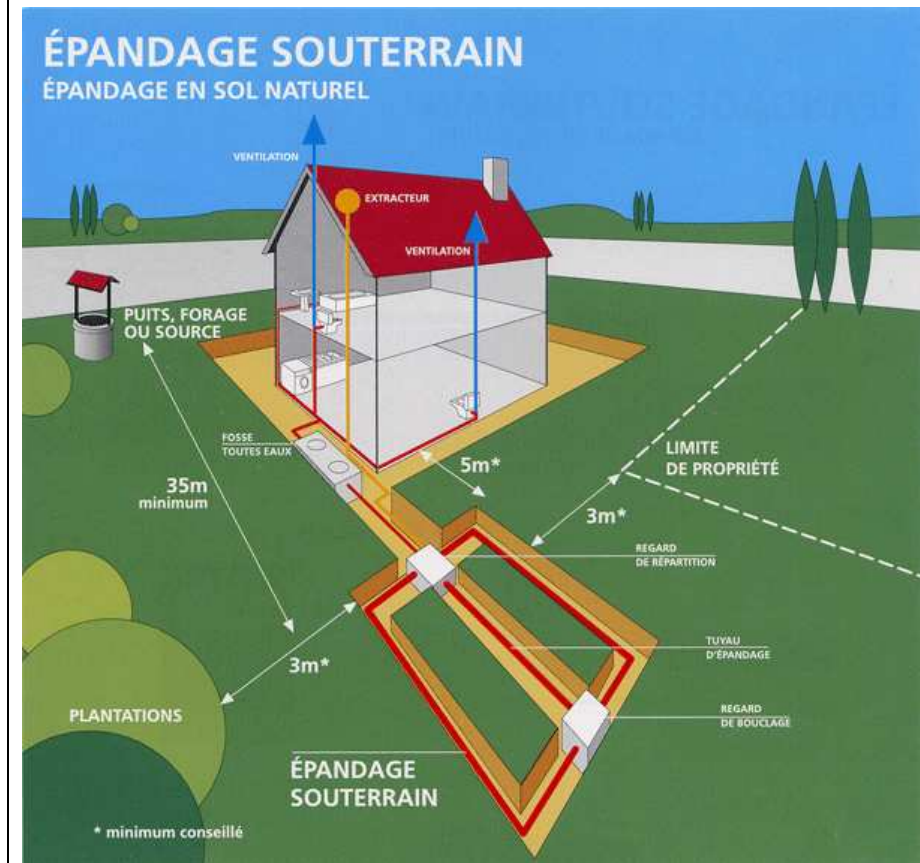 ÉPANDAGE SOUTERRAIN
ÉPANDAGE EN SOL NATUREL
VENTILATION
EXTRACTEUR
VENTILATION
PUITS, FORAGE
OU SOURCE
FOSSE
TOUTES EAUX
35m
minimum
5m*
LIMITE
DE PROPRIÉTÉ
3m*
REGARD
DE RÉPARTITION
TUYAU
D'ÉPANDAGE
3m*
PLANTATIONS
REGARD
DE BOUCLAGE
ÉPANDAGE
SOUTERRAIN
* minimum conseillé